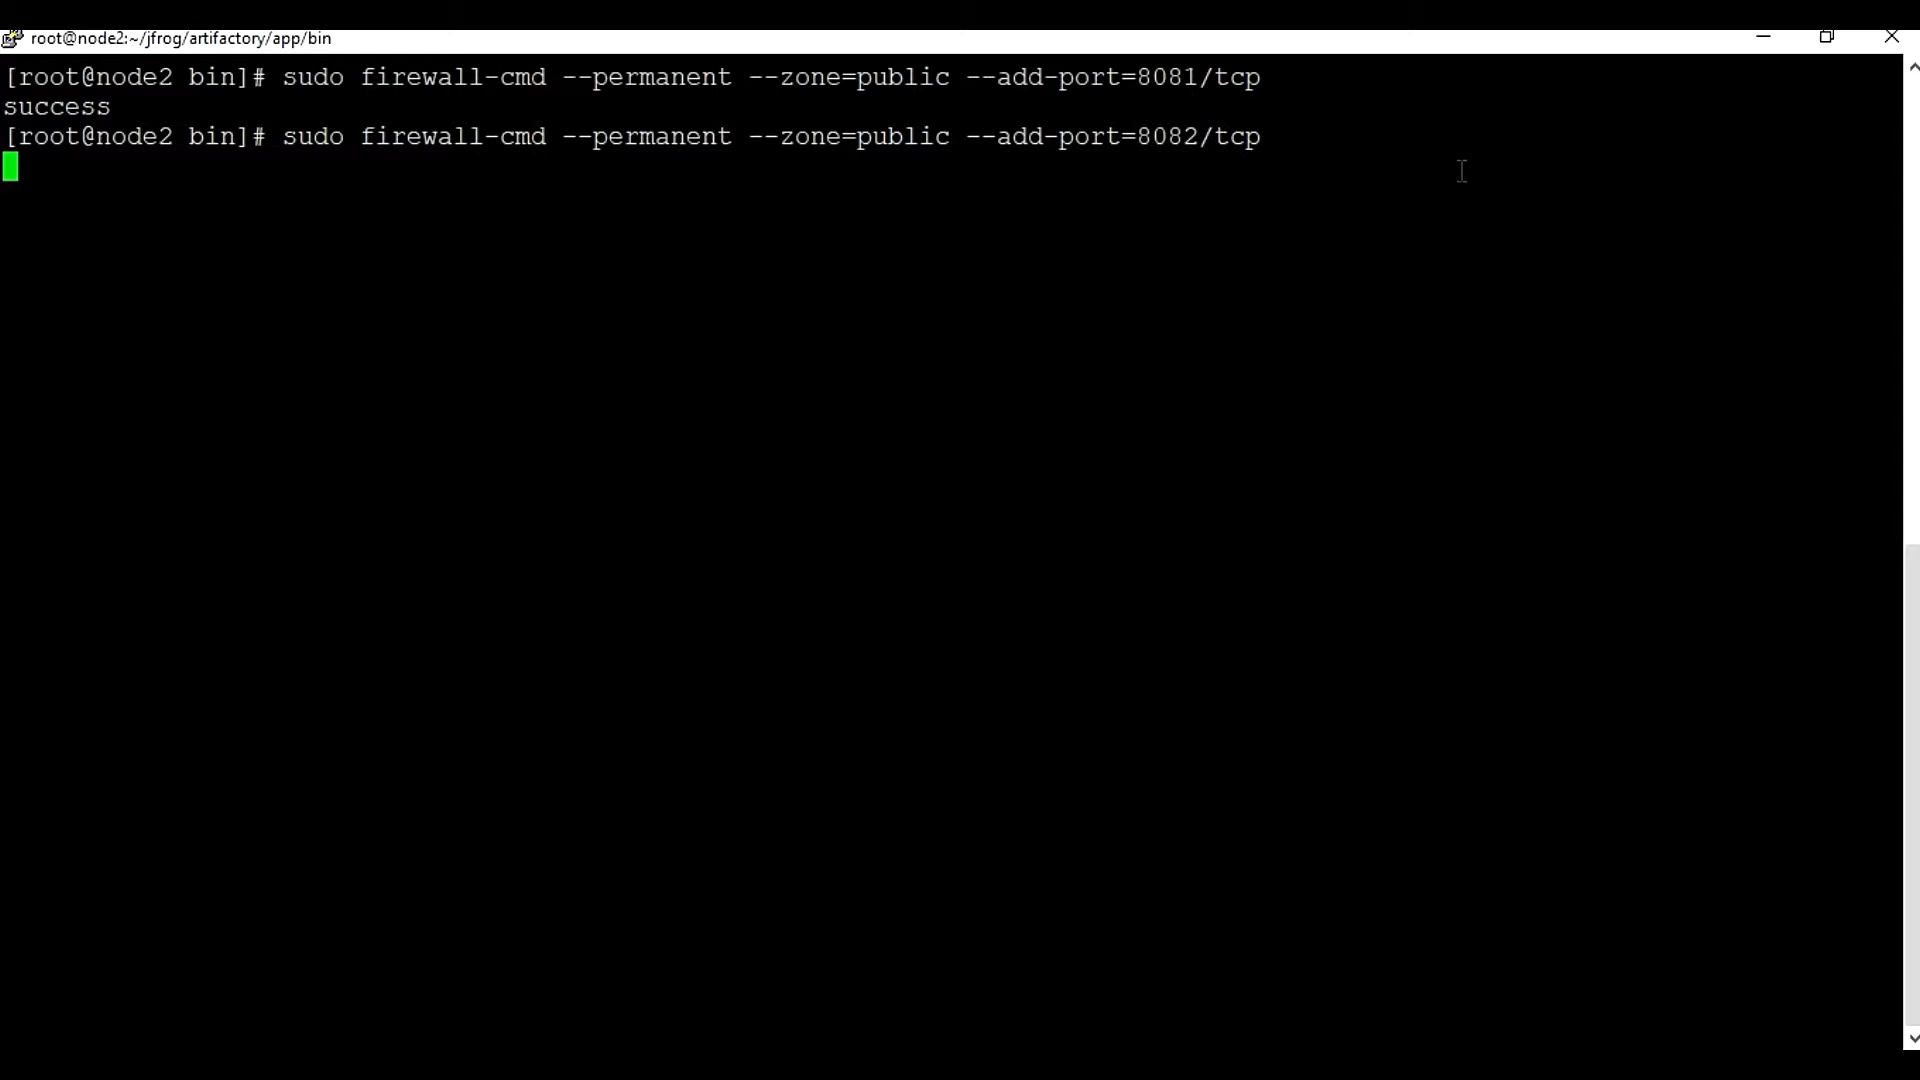 root@node2:~/jfrog/artifactory/app/bin
[root@node2 bin]# sudo firewall-cmd --permanent --zone=public --add-port=8081/tcp
success
[root@node2 bin]# sudo firewall-cmd --permanent --zone=public --add-port=8082/tcp